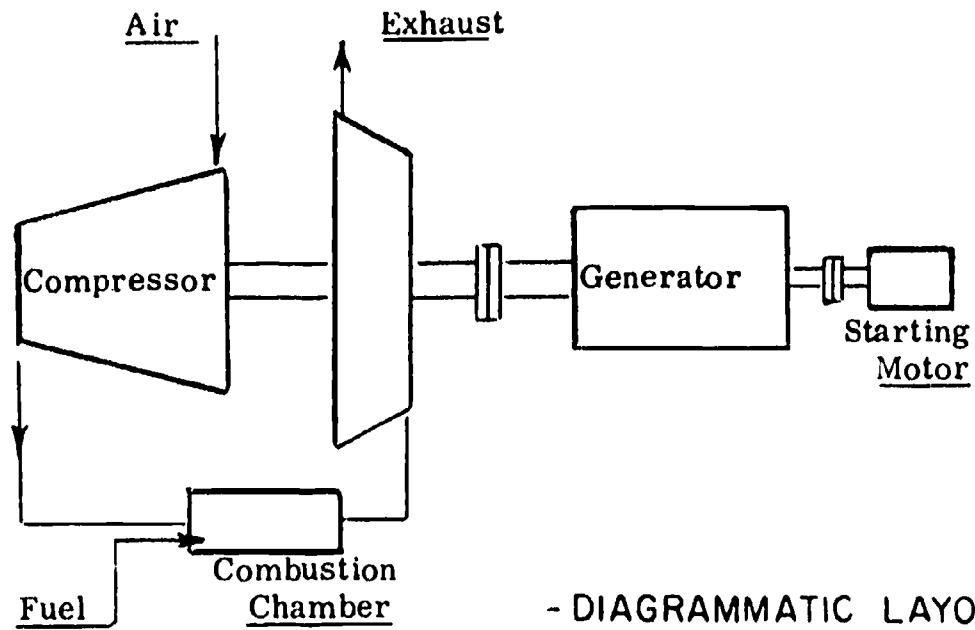 Air
Exhaust
Compressor
Generator
Starting
Motor
Combustion
Chamber
Fuel
- DIAGRAMMATIC LAYO